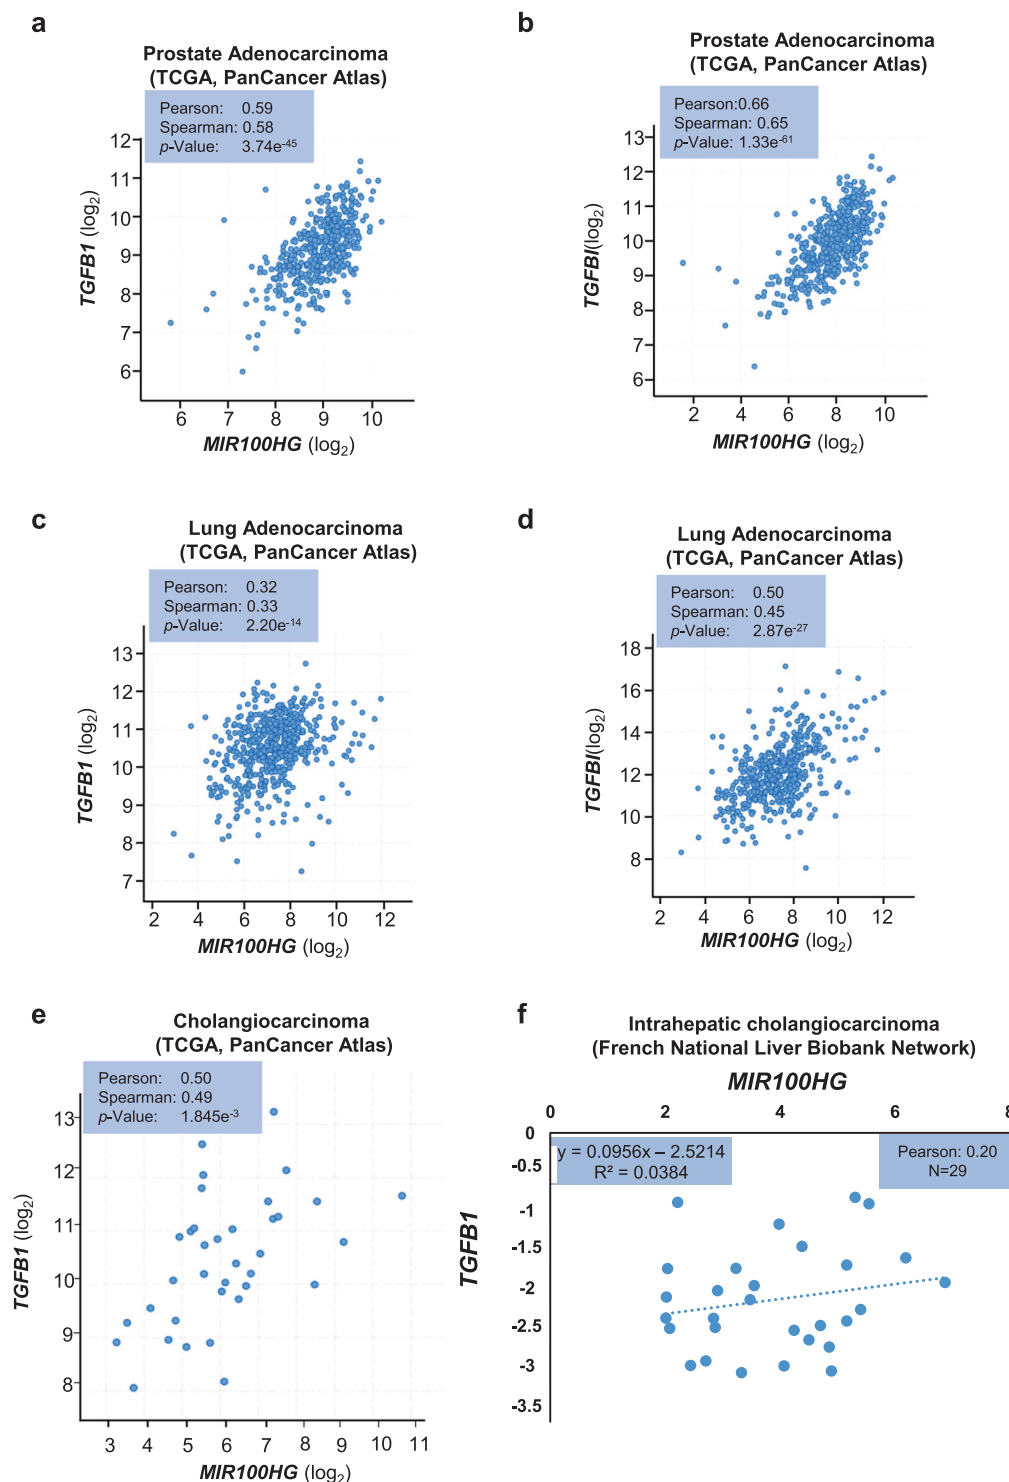 a
Prostate Adenocarcinoma
(TCGA, PanCancer Atlas)
Pearson: 0.59
Spearman: 0.58
p-Value: 3.74e-45
12
11
10
9
8
7
6
TGFB1 (log2)
6 7 8 9 10
MIR100HG (log2)
b
Prostate Adenocarcinoma
(TCGA, PanCancer Atlas)
Pearson:0.66
Spearman: 0.65
p-Value: 1.33e-61
13
12
11
10
9
8
7
6
TGFBI(log2)
2 4 6 8 10
MIR100HG (log2)
c
Lung Adenocarcinoma
(TCGA, PanCancer Atlas)
Pearson: 0.32
Spearman: 0.33
p-Value: 2.20e-14
13
12
11
10
9
8
7
TGFB1 (log2)
2 4 6 8 10 12
MIR100HG (log2)
d
Lung Adenocarcinoma
(TCGA, PanCancer Atlas)
Pearson: 0.50
Spearman: 0.45
p-Value: 2.87e-27
18
16
14
12
10
8
TGFBI(log2)
2 4 6 8 10 12
MIR100HG (log2)
e
Cholangiocarcinoma
(TCGA, PanCancer Atlas)
Pearson: 0.50
Spearman: 0.49
p-Value: 1.845e-3
13
12
11
10
9
8
TGFB1 (log2)
3 4 5 6 7 8 9 10 11
MIR100HG (log2)
f
Intrahepatic cholangiocarcinoma
(French National Liver Biobank Network)
MIR100HG
0 2 4 6 8
0
-0.5
-1
-1.5
-2
-2.5
-3
-3.5
TGFB1
y = 0.0956x – 2.5214
R² = 0.0384
Pearson: 0.20
N=29